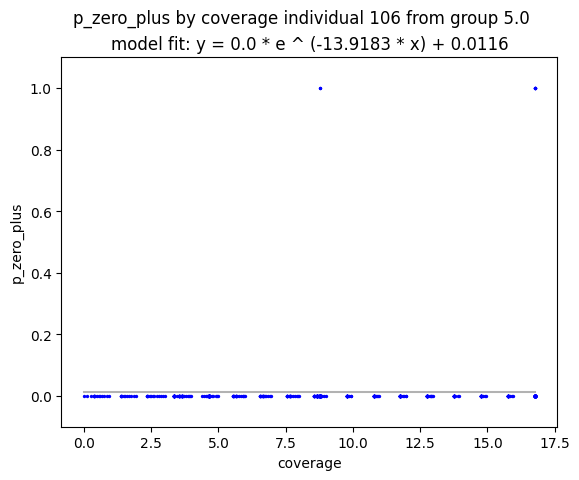 p_zero_plus by coverage individual 106 from group 5.0
model fit: y = 0.0 * e ^ (-13.9183 * x) + 0.0116
1.0
0.8
0.6
0.4
0.2
0.0
p_zero_plus
0.0 2.5 5.0 7.5 10.0 12.5 15.0 17.5
coverage